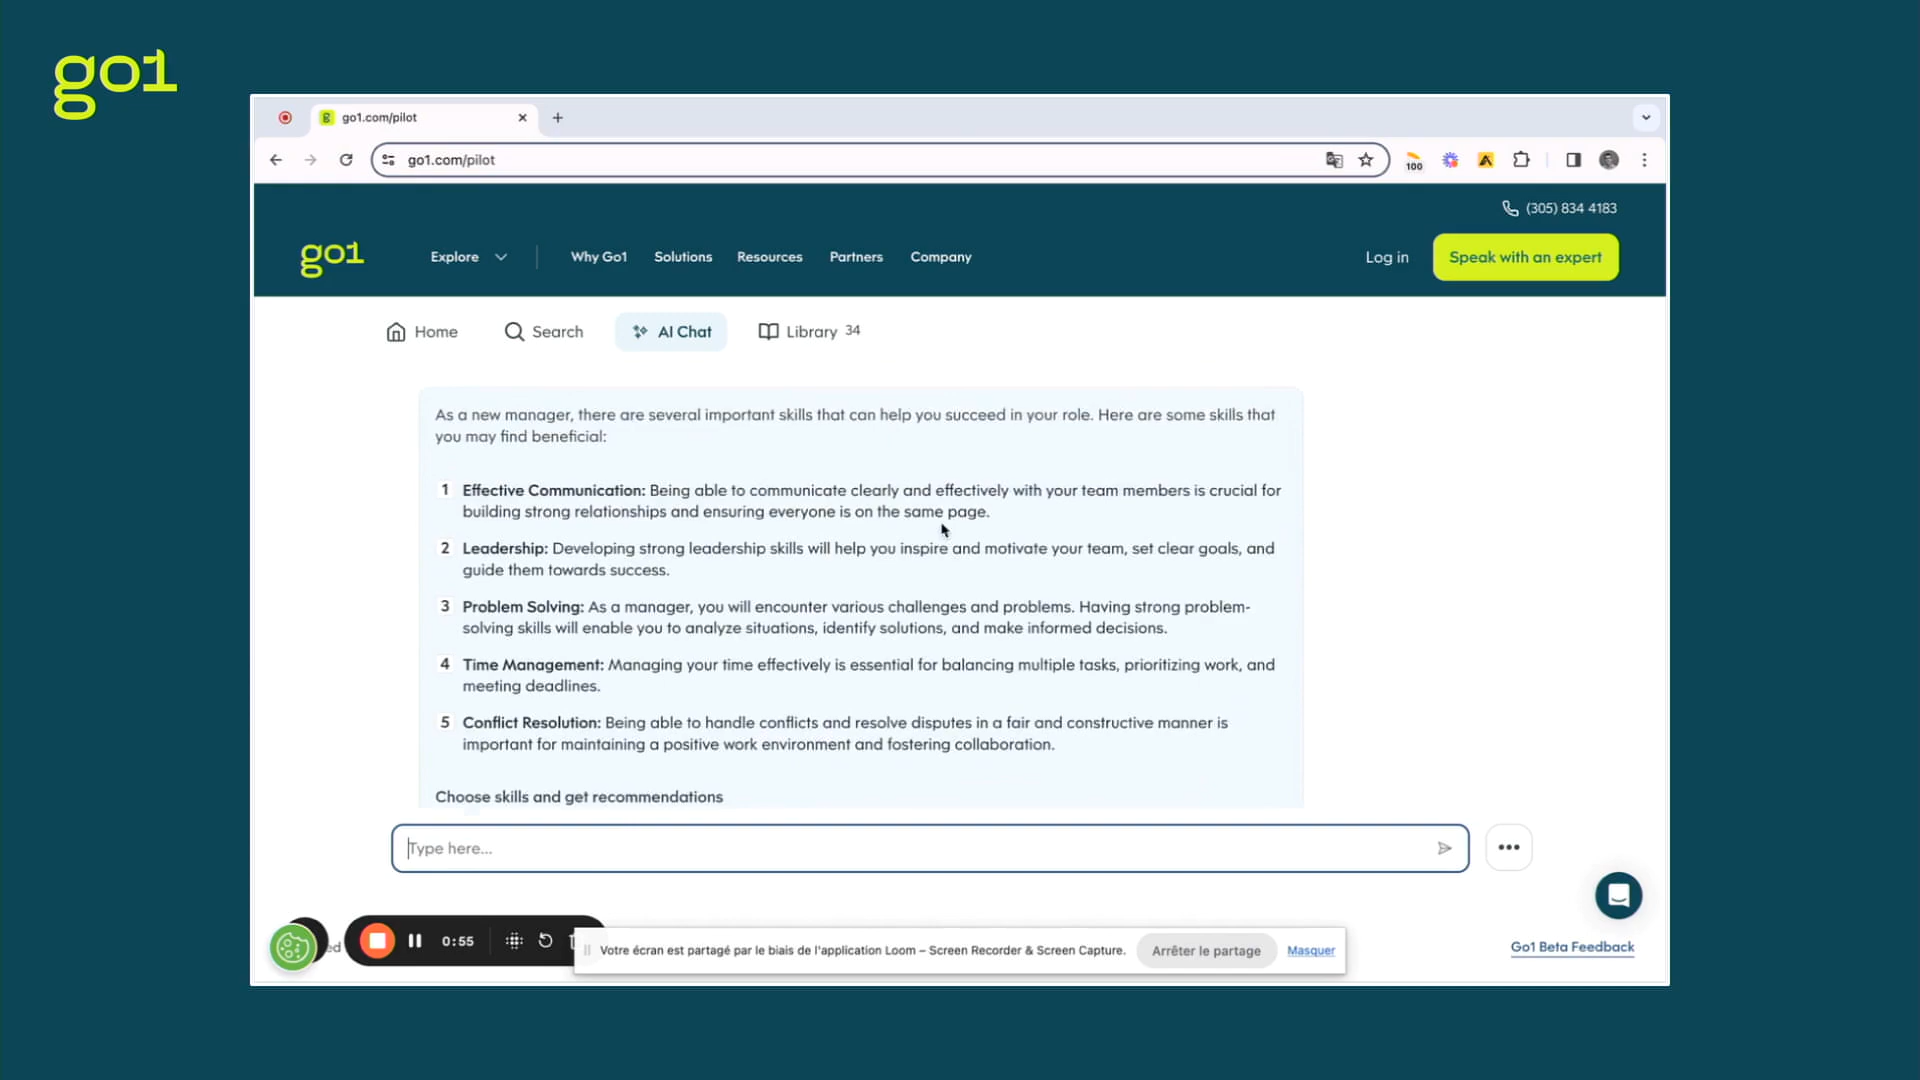 go1
go1.com/pilot
go1.com/pilot
100
(305) 834 4183
go1
Explore
Why Go1
Solutions
Resources
Partners
Company
Log in
Speak with an expert
Home
Search
AI Chat
Library 34
As a new manager, there are several important skills that can help you succeed in your role. Here are some skills that
you may find beneficial:
1 Effective Communication: Being able to communicate clearly and effectively with your team members is crucial for
building strong relationships and ensuring everyone is on the same page.
2 Leadership: Developing strong leadership skills will help you inspire and motivate your team, set clear goals, and
guide them towards success.
3 Problem Solving: As a manager, you will encounter various challenges and problems. Having strong problem-
solving skills will enable you to analyze situations, identify solutions, and make informed decisions.
4 Time Management: Managing your time effectively is essential for balancing multiple tasks, prioritizing work, and
meeting deadlines.
5 Conflict Resolution: Being able to handle conflicts and resolve disputes in a fair and constructive manner is
important for maintaining a positive work environment and fostering collaboration.
Choose skills and get recommendations
Type here...
ed
0:55
Votre écran est partagé par le biais de l'application Loom – Screen Recorder & Screen Capture.
Arrêter le partage
Masquer
Go1 Beta Feedback